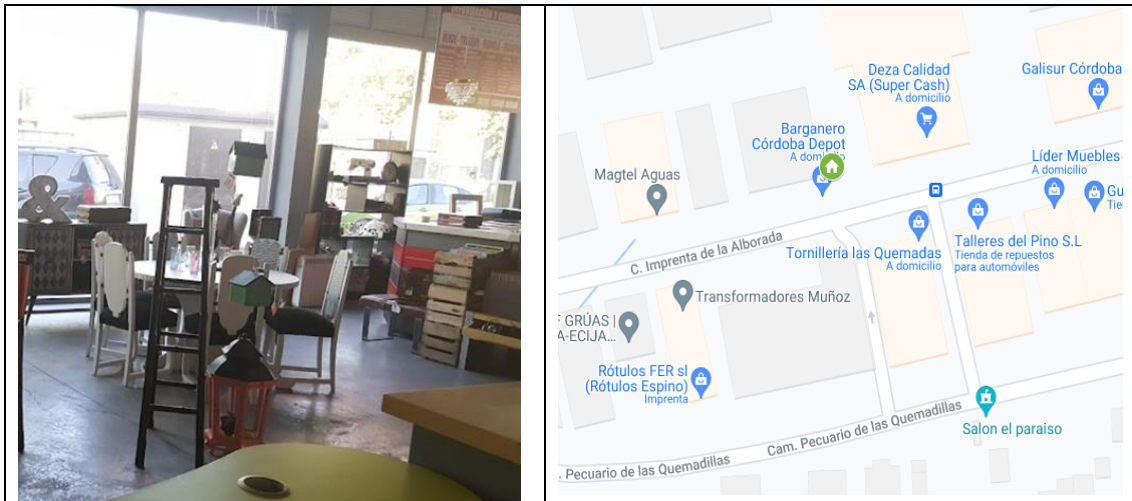 &
Deza Calidad
SA (Super Cash)
A domicilio
Galisur Córdoba
Barganero
Córdoba Depot
A domicilio
Líder Muebles
A domicilio
Magtel Aguas
Gu
Tie
C. Imprenta de la Alborada
Tornillería las Quemadas
A domicilio
Talleres del Pino S.L
Tienda de repuestos
para automóviles
Transformadores Muñoz
F GRÚAS |
A-ECIJA...
Rótulos FER sl
(Rótulos Espino)
Imprenta
Cam. Pecuario de las Quemadillas
Salon el paraiso
. Pecuario de las Quemadillas